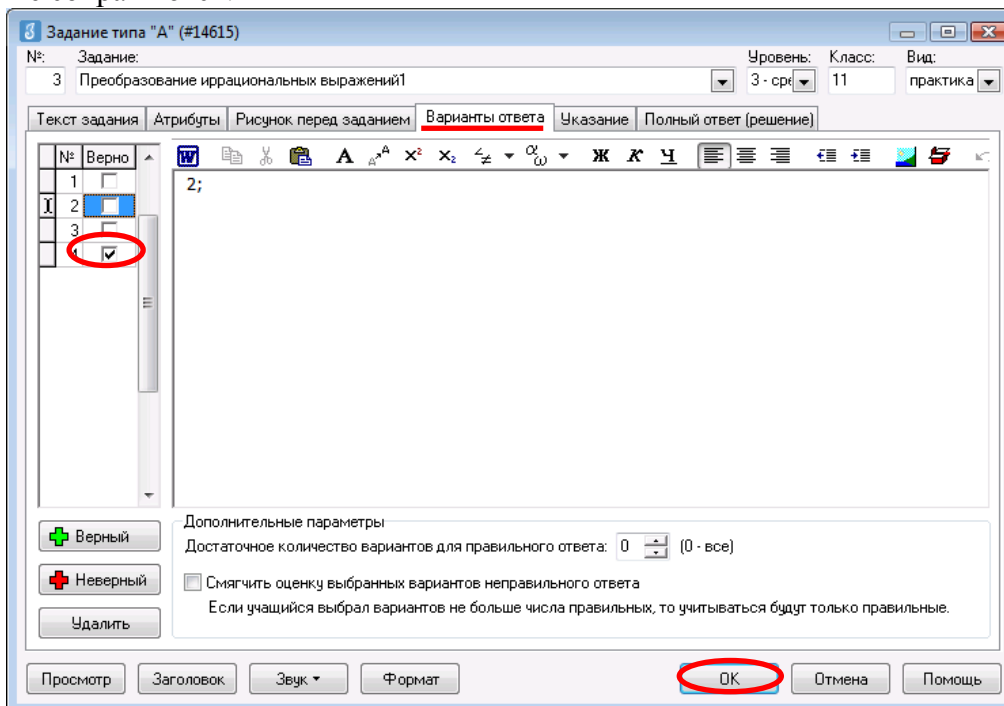 Задание типа "А" (#14615)
№: Задание: Уровень: Класс: Вид:
3 Преобразование иррациональных выражений1 3 - сре 11 практика
Текст задания Атрибуты Рисунок перед заданием Варианты ответа Указание Полный ответ (решение)
№ Верно
1
2
3
2;
Верный
Неверный
Удалить
Дополнительные параметры
Достаточное количество вариантов для правильного ответа: 0 (0 - все)
Смягчить оценку выбранных вариантов неправильного ответа
Если учащийся выбрал вариантов не больше числа правильных, то учитываться будут только правильные.
Просмотр Заголовок Звук Формат OK Отмена Помощь